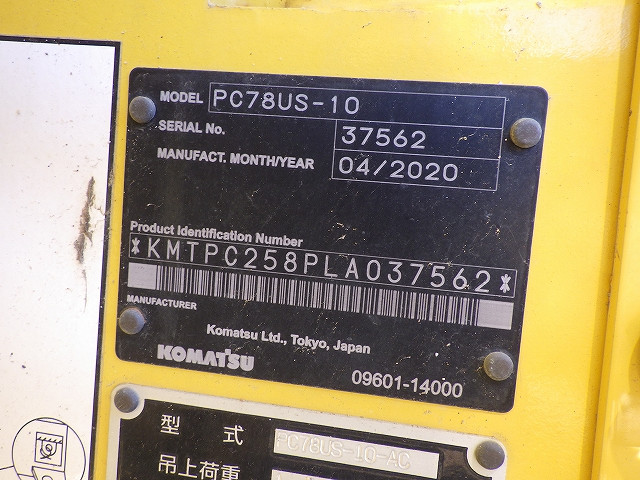 MODEL PC78US-10
SERIAL No. 37562
MANUFACT. MONTH/YEAR 04/2020
Product Identification Number
*KMTPC258PLA037562*
MANUFACTURER
Komatsu Ltd., Tokyo, Japan
KOMATSU
09601-14000
型式 PC78US-10-AC
吊上荷重